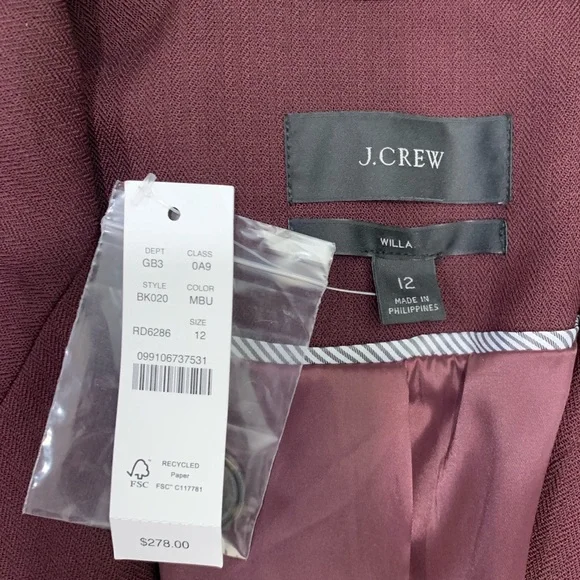 J.CREW
WILLA
12
MADE IN
PHILIPPINES
DEPT CLASS
GB3 0A9
STYLE COLOR
BK020 MBU
SIZE
RD6286 12
099106737531
FSC
RECYCLED
Paper
FSC® C117781
$278.00